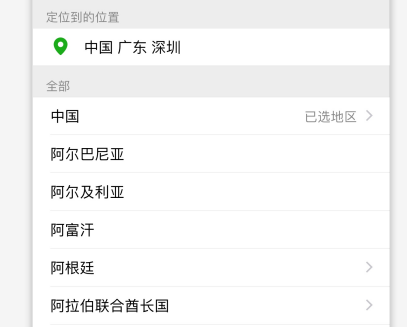 定位到的位置
中国 广东 深圳
全部
中国 已选地区
阿尔巴尼亚
阿尔及利亚
阿富汗
阿根廷
阿拉伯联合酋长国